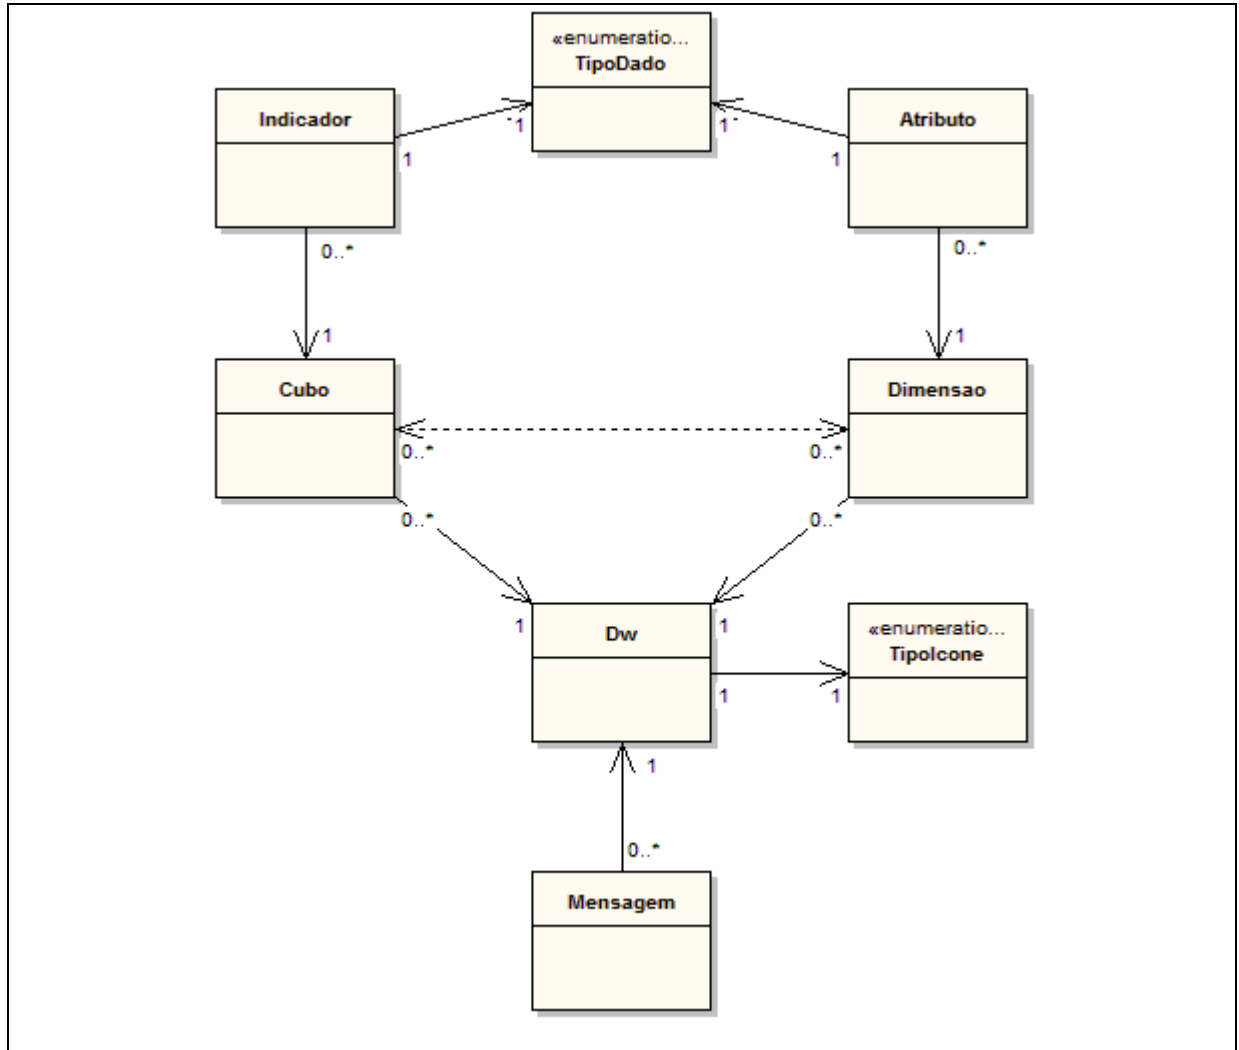 «enumeratio...
TipoDado
Indicador
Atributo
1
1
1
1
0..*
0..*
1
1
Cubo
Dimensao
0..*
0..*
0..*
0..*
1
Dw
1
«enumeratio...
TipoIcone
1
1
1
0..*
Mensagem